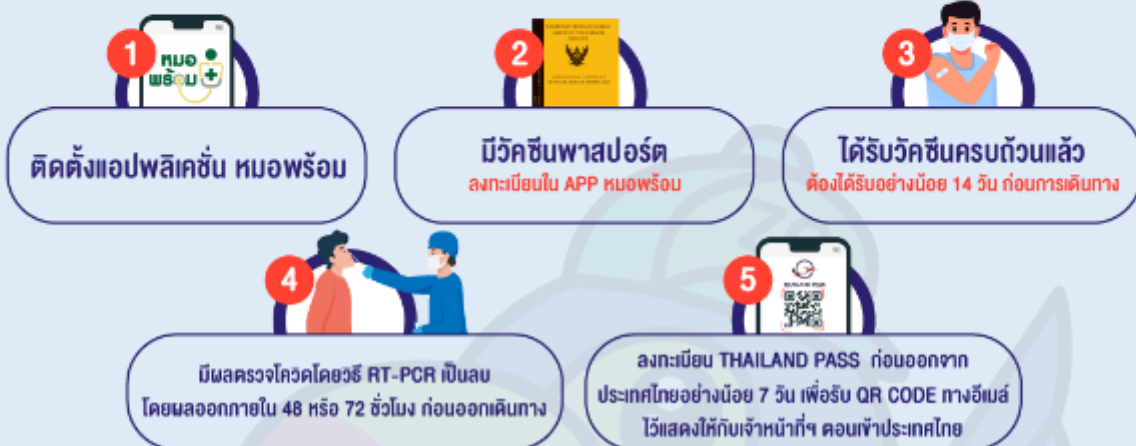 1
หมอ
พร้อม
2
3
ติดตั้งแอปพลิเคชั่น หมอพร้อม
มีวัคซีนพาสปอร์ต
ลงทะเบียนใน APP หมอพร้อม
ได้รับวัคซีนครบถ้วนแล้ว
ต้องได้รับอย่างน้อย 14 วัน ก่อนการเดินทาง
4
5
มีผลตรวจโควิดโดยวิธี RT-PCR เป็นลบ
โดยผลออกภายใน 48 หรือ 72 ชั่วโมง ก่อนออกเดินทาง
ลงทะเบียน THAILAND PASS ก่อนออกจาก
ประเทศไทยอย่างน้อย 7 วัน เพื่อรับ QR CODE ทางอีเมล์
ไว้แสดงให้กับเจ้าหน้าที่ฯ ตอนเข้าประเทศไทย